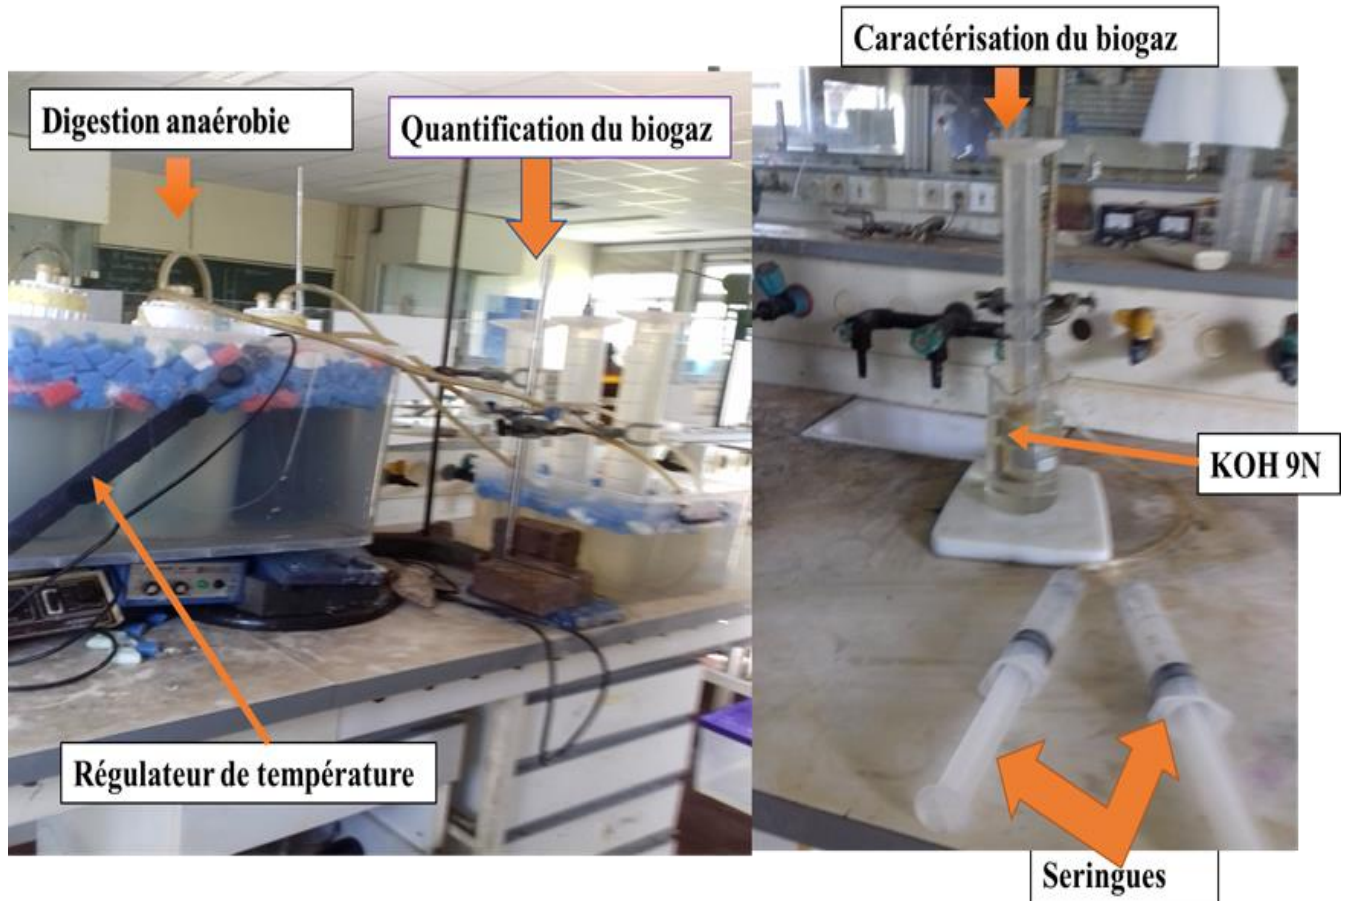 Caractérisation du biogaz
Digestion anaérobie
Quantification du biogaz
KOH 9N
Régulateur de température
Seringues